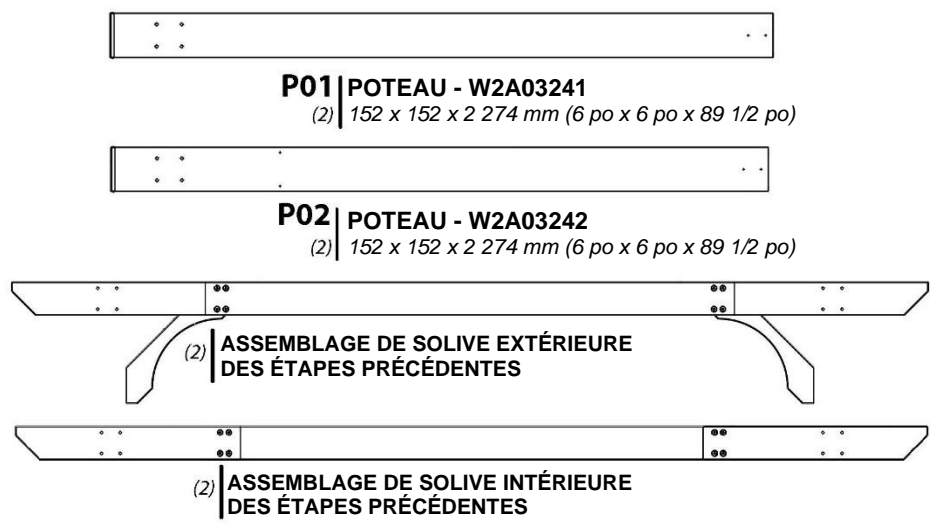 P01 POTEAU - W2A03241
(2) 152 x 152 x 2 274 mm (6 po x 6 po x 89 1/2 po)
P02 POTEAU - W2A03242
(2) 152 x 152 x 2 274 mm (6 po x 6 po x 89 1/2 po)
(2) ASSEMBLAGE DE SOLIVE EXTÉRIEURE
DES ÉTAPES PRÉCÉDENTES
(2) ASSEMBLAGE DE SOLIVE INTÉRIEURE
DES ÉTAPES PRÉCÉDENTES